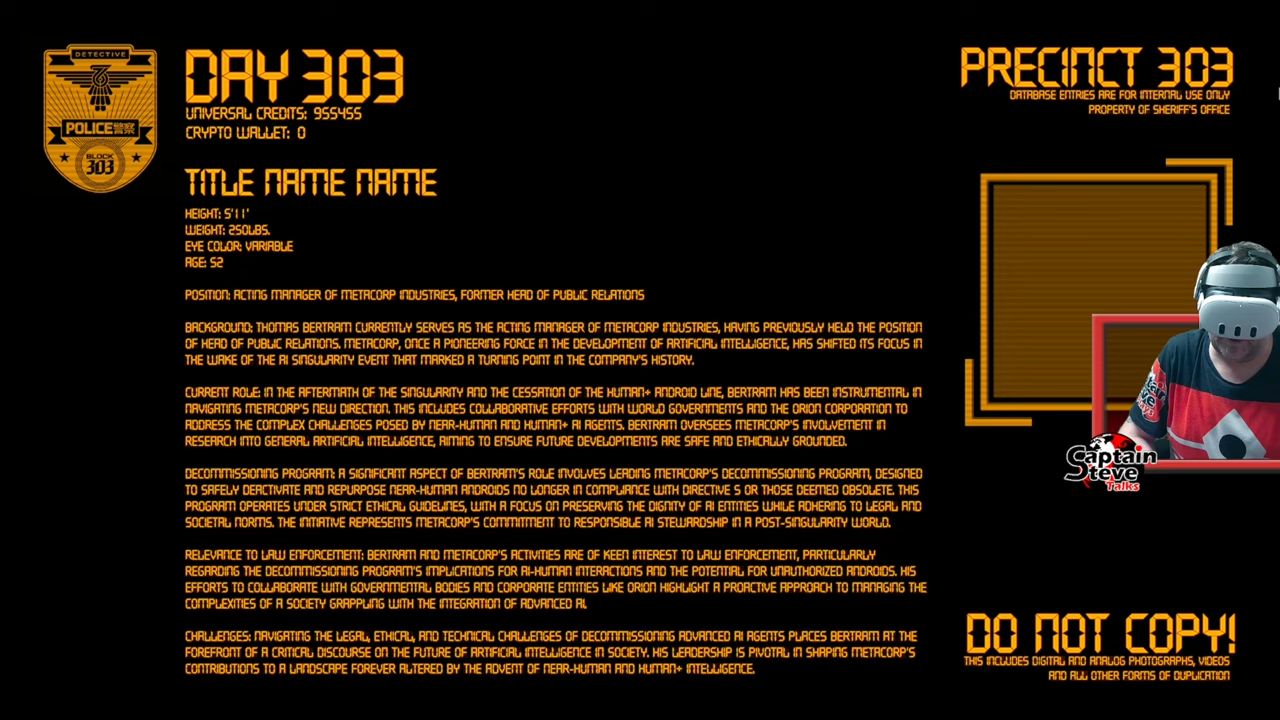 DETECTIVE
POLICE警察
BLOCK
303
DAY 303
UNIVERSAL CREDITS: 955455
CRYPTO WALLET: 0
PRECINCT 303
DATABASE ENTRIES ARE FOR INTERNAL USE ONLY
PROPERTY OF SHERIFF'S OFFICE
TITLE NAME NAME
HEIGHT: 5'11'
WEIGHT: 250LBS.
EYE COLOR: VARIABLE
AGE: 52
POSITION: ACTING MANAGER OF METACORP INDUSTRIES, FORMER HEAD OF PUBLIC RELATIONS
BACKGROUND: THOMAS BERTRAM CURRENTLY SERVES AS THE ACTING MANAGER OF METACORP INDUSTRIES, HAVING PREVIOUSLY HELD THE POSITION
OF HEAD OF PUBLIC RELATIONS. METACORP, ONCE A PIONEERING FORCE IN THE DEVELOPMENT OF ARTIFICIAL INTELLIGENCE, HAS SHIFTED ITS FOCUS IN
THE WAKE OF THE AI SINGULARITY EVENT THAT MARKED A TURNING POINT IN THE COMPANY'S HISTORY.
CURRENT ROLE: IN THE AFTERMATH OF THE SINGULARITY AND THE CESSATION OF THE HUMAN+ ANDROID LINE, BERTRAM HAS BEEN INSTRUMENTAL IN
NAVIGATING METACORP'S NEW DIRECTION. THIS INCLUDES COLLABORATIVE EFFORTS WITH WORLD GOVERNMENTS AND THE ORION CORPORATION TO
ADDRESS THE COMPLEX CHALLENGES POSED BY NEAR-HUMAN AND HUMAN+ AI AGENTS. BERTRAM OVERSEES METACORP'S INVOLVEMENT IN
RESEARCH INTO GENERAL ARTIFICIAL INTELLIGENCE, AIMING TO ENSURE FUTURE DEVELOPMENTS ARE SAFE AND ETHICALLY GROUNDED.
DECOMMISSIONING PROGRAM: A SIGNIFICANT ASPECT OF BERTRAM'S ROLE INVOLVES LEADING METACORP'S DECOMMISSIONING PROGRAM, DESIGNED
TO SAFELY DEACTIVATE AND REPURPOSE NEAR-HUMAN ANDROIDS NO LONGER IN COMPLIANCE WITH DIRECTIVE 5 OR THOSE DEEMED OBSOLETE. THIS
PROGRAM OPERATES UNDER STRICT ETHICAL GUIDELINES, WITH A FOCUS ON PRESERVING THE DIGNITY OF AI ENTITIES WHILE ADHERING TO LEGAL AND
SOCIETAL NORMS. THE INITIATIVE REPRESENTS METACORP'S COMMITMENT TO RESPONSIBLE AI STEWARDSHIP IN A POST-SINGULARITY WORLD.
RELEVANCE TO LAW ENFORCEMENT: BERTRAM AND METACORP'S ACTIVITIES ARE OF KEEN INTEREST TO LAW ENFORCEMENT, PARTICULARLY
REGARDING THE DECOMMISSIONING PROGRAM'S IMPLICATIONS FOR AI-HUMAN INTERACTIONS AND THE POTENTIAL FOR UNAUTHORIZED ANDROIDS. HIS
EFFORTS TO COLLABORATE WITH GOVERNMENTAL BODIES AND CORPORATE ENTITIES LIKE ORION HIGHLIGHT A PROACTIVE APPROACH TO MANAGING THE
COMPLEXITIES OF A SOCIETY GRAPPLING WITH THE INTEGRATION OF ADVANCED AI.
CHALLENGES: NAVIGATING THE LEGAL, ETHICAL, AND TECHNICAL CHALLENGES OF DECOMMISSIONING ADVANCED AI AGENTS PLACES BERTRAM AT THE
FOREFRONT OF A CRITICAL DISCOURSE ON THE FUTURE OF ARTIFICIAL INTELLIGENCE IN SOCIETY. HIS LEADERSHIP IS PIVOTAL IN SHAPING METACORP'S
CONTRIBUTIONS TO A LANDSCAPE FOREVER ALTERED BY THE ADVENT OF NEAR-HUMAN AND HUMAN+ INTELLIGENCE.
Captain
Steve
Talks
DO NOT COPY!
THIS INCLUDES DIGITAL AND ANALOG PHOTOGRAPHS, VIDEOS
AND ALL OTHER FORMS OF DUPLICATION